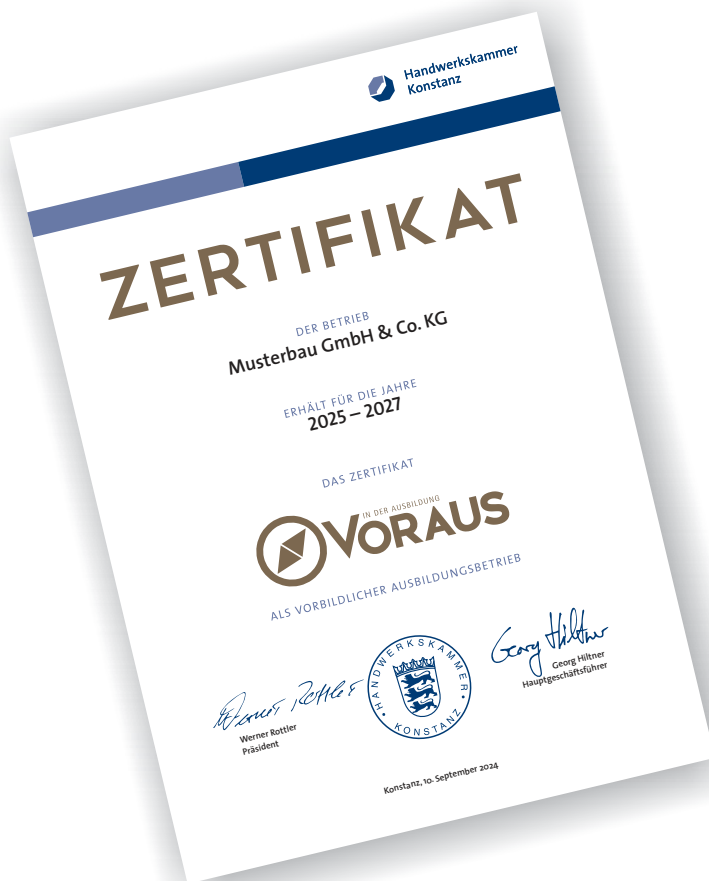 Handwerkskammer
Konstanz
ZERTIFIKAT
DER BETRIEB
Musterbau GmbH & Co. KG
ERHÄLT FÜR DIE JAHRE
2025 – 2027
DAS ZERTIFIKAT
IN DER AUSBILDUNG
VORAUS
ALS VORBILDLICHER AUSBILDUNGSBETRIEB
Georg Hiltner
Georg Hiltner
Hauptgeschäftsführer
HANDWERKSKAMMER
KONSTANZ
Werner Rottler
Werner Rottler
Präsident
Konstanz, 10. September 2024